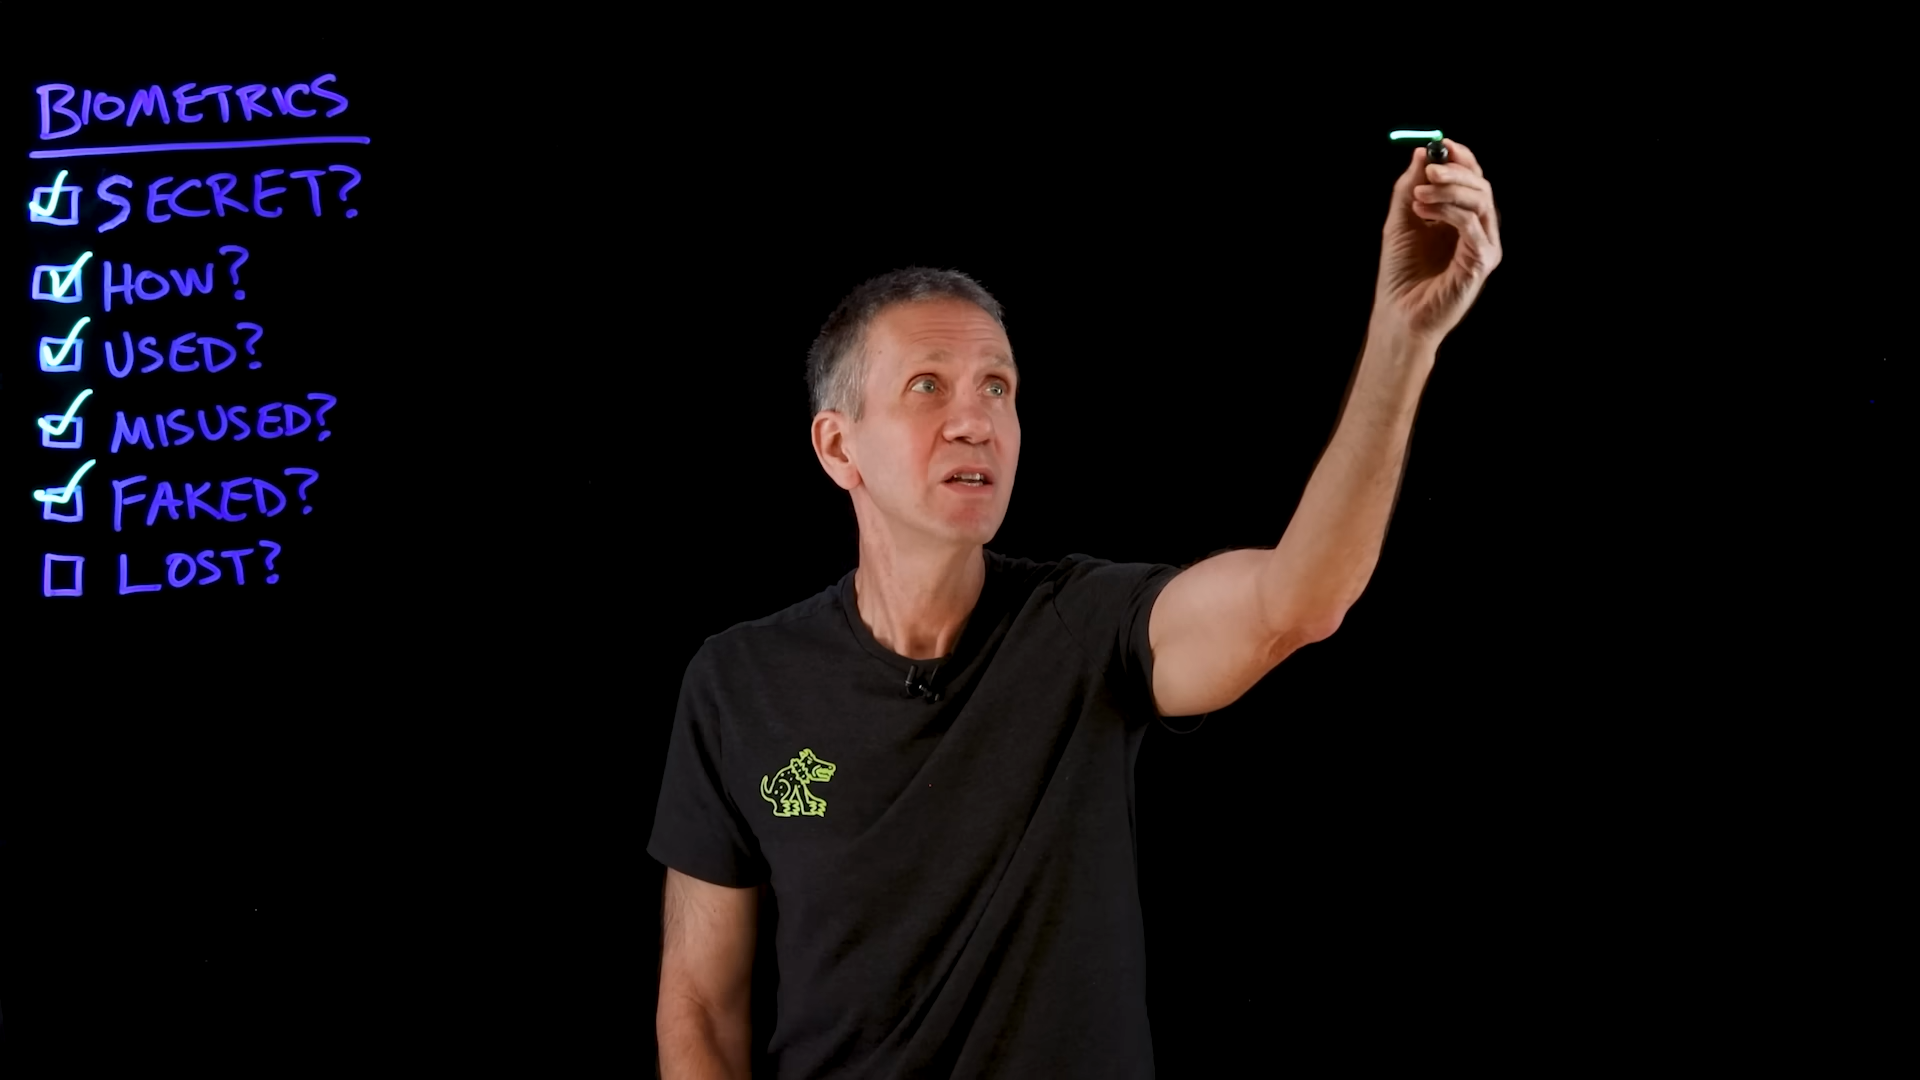 BIOMETRICS
SECRET?
HOW?
USED?
MISUSED?
FAKED?
LOST?